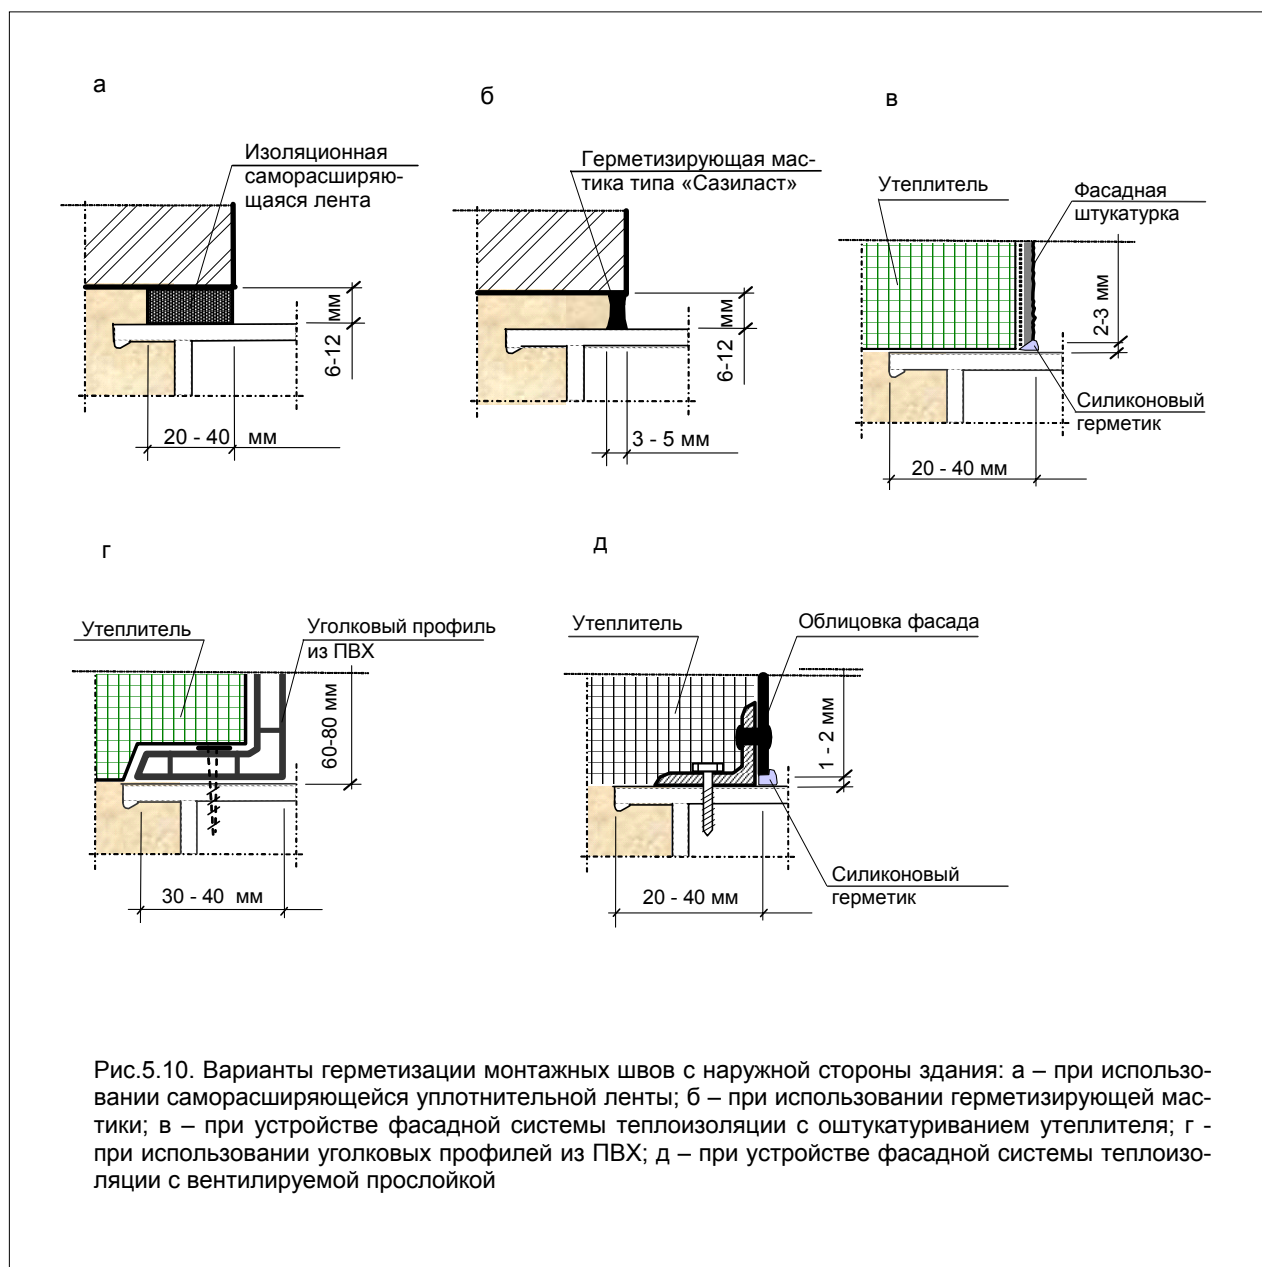 а
б
в
Изоляционная
саморасширяю-
щаяся лента
6-12 мм
20 - 40 мм
Герметизирующая мас-
тика типа «Сазиласт»
6-12 мм
3 - 5 мм
Утеплитель
Фасадная
штукатурка
2-3 мм
Силиконовый
герметик
20 - 40 мм
г
д
Утеплитель
Уголковый профиль
из ПВХ
60-80 мм
30 - 40 мм
Утеплитель
Облицовка фасада
1 - 2 мм
Силиконовый
герметик
20 - 40 мм
Рис.5.10. Варианты герметизации монтажных швов с наружной стороны здания: а – при использо-
вании саморасширяющейся уплотнительной ленты; б – при использовании герметизирующей мас-
тики; в – при устройстве фасадной системы теплоизоляции с оштукатуриванием утеплителя; г -
при использовании уголковых профилей из ПВХ; д – при устройстве фасадной системы теплоизо-
ляции с вентилируемой прослойкой